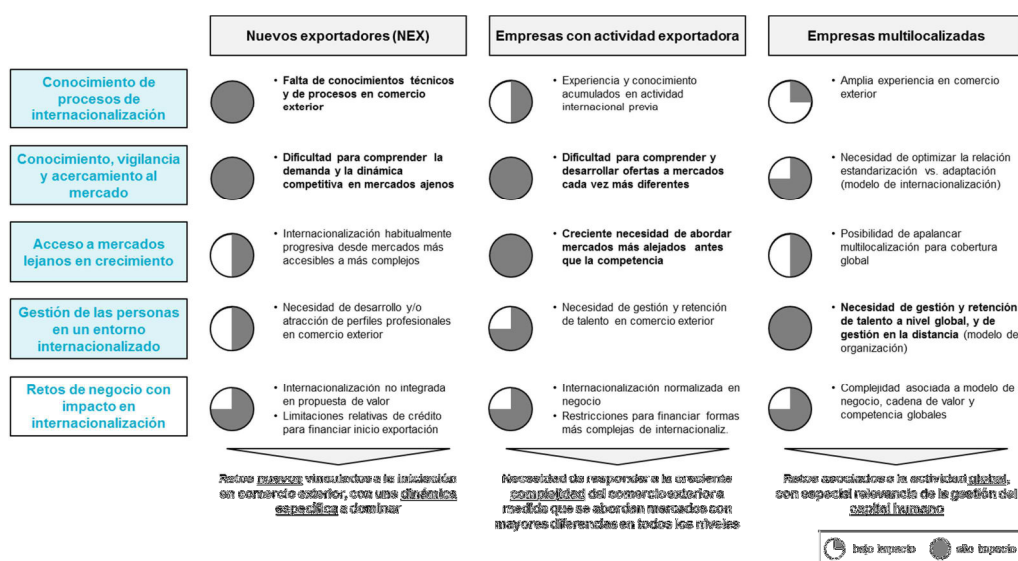 Nuevos exportadores (NEX)
Empresas con actividad exportadora
Empresas multilocalizadas
Conocimiento de
procesos de
internacionalización
• Falta de conocimientos técnicos
y de procesos en comercio
exterior
• Experiencia y conocimiento
acumulados en actividad
internacional previa
• Amplia experiencia en comercio
exterior
Conocimiento, vigilancia
y acercamiento al
mercado
• Dificultad para comprender la
demanda y la dinámica
competitiva en mercados ajenos
• Dificultad para comprender y
desarrollar ofertas a mercados
cada vez más diferentes
• Necesidad de optimizar la relación
estandarización vs. adaptación
(modelo de internacionalización)
Acceso a mercados
lejanos en crecimiento
• Internacionalización habitualmente
progresiva desde mercados más
accesibles a más complejos
• Creciente necesidad de abordar
mercados más alejados antes
que la competencia
• Posibilidad de apalancar
multilocalización para cobertura
global
Gestión de las personas
en un entorno
internacionalizado
• Necesidad de desarrollo y/o
atracción de perfiles profesionales
en comercio exterior
• Necesidad de gestión y retención
de talento en comercio exterior
• Necesidad de gestión y retención
de talento a nivel global, y de
gestión en la distancia (modelo de
organización)
Retos de negocio con
impacto en
internacionalización
• Internacionalización no integrada
en propuesta de valor
• Limitaciones relativas de crédito
para financiar inicio exportación
• Internacionalización normalizada en
negocio
• Restricciones para financiar formas
más complejas de internacionaliz.
• Complejidad asociada a modelo de
negocio, cadena de valor y
competencia globales
Retos nuevos vinculados a la iniciación
en comercio exterior, con una dinámica
específica a dominar
Necesidad de responder a la creciente
complejidad del comercio exterior a
medida que se abordan mercados con
mayores diferencias en todos los niveles
Retos asociados a la actividad global,
con especial relevancia de la gestión del
capital humano
bajo impacto
alto impacto